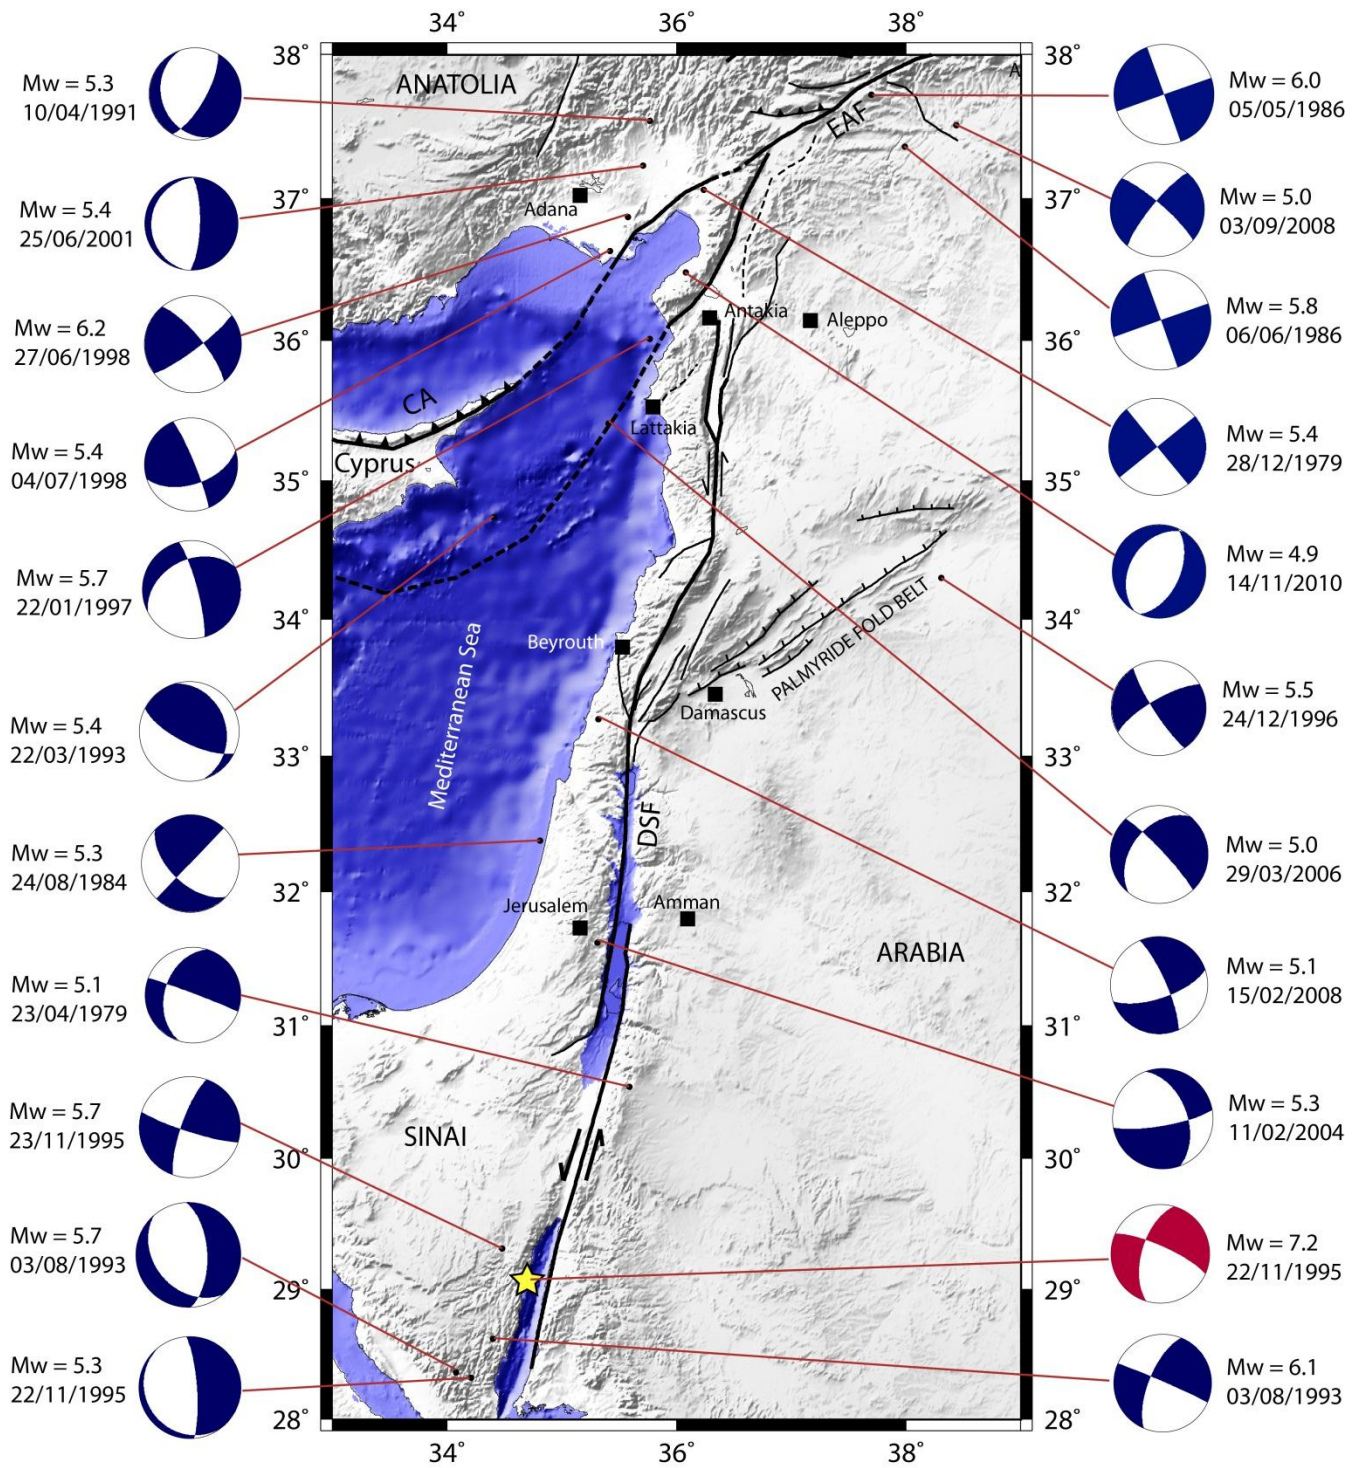 34˚ 36˚ 38˚
38˚ 38˚
ANATOLIA
A
Mw = 5.3
10/04/1991
Mw = 6.0
05/05/1986
EAF
37˚ 37˚
Adana
Mw = 5.4
25/06/2001
Mw = 5.0
03/09/2008
Antakia
Aleppo
36˚ 36˚
Mw = 6.2
27/06/1998
Mw = 5.8
06/06/1986
CA
Lattakia
Cyprus
35˚ 35˚
Mw = 5.4
04/07/1998
Mw = 5.4
28/12/1979
Mw = 5.7
22/01/1997
Mw = 4.9
14/11/2010
34˚ 34˚
Beyrouth
PALMYRIDE FOLD BELT
Damascus
Mediterranean Sea
Mw = 5.4
22/03/1993
Mw = 5.5
24/12/1996
33˚ 33˚
DSF
Mw = 5.3
24/08/1984
Mw = 5.0
29/03/2006
32˚ 32˚
Jerusalem
Amman
ARABIA
Mw = 5.1
23/04/1979
Mw = 5.1
15/02/2008
31˚ 31˚
Mw = 5.7
23/11/1995
SINAI
Mw = 5.3
11/02/2004
30˚ 30˚
Mw = 5.7
03/08/1993
Mw = 7.2
22/11/1995
29˚ 29˚
Mw = 5.3
22/11/1995
Mw = 6.1
03/08/1993
28˚ 28˚
34˚ 36˚ 38˚